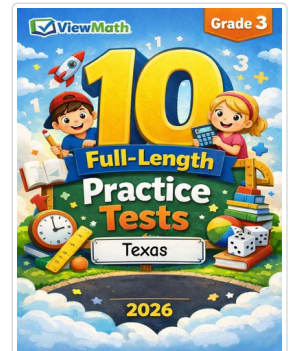 ViewMath
Grade 3
10
Full-Length
Practice
Tests
Texas
2026